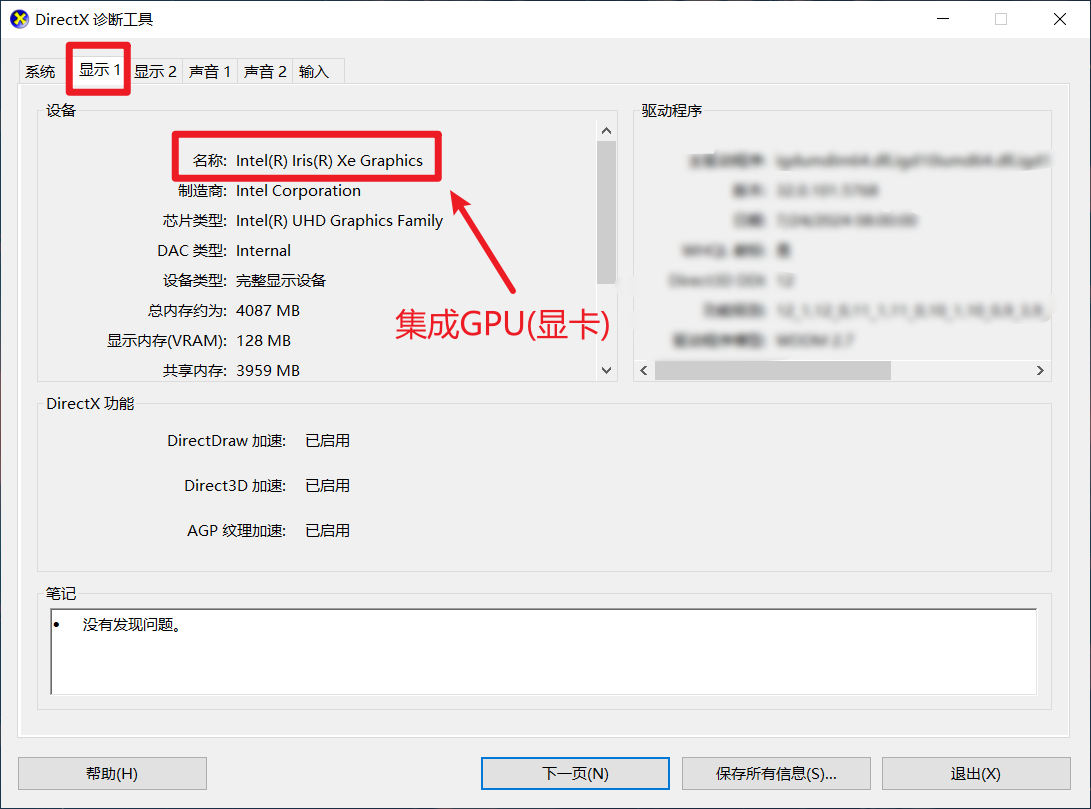 DirectX 诊断工具
系统 显示 1 显示 2 声音 1 声音 2 输入
设备
名称: Intel(R) Iris(R) Xe Graphics
制造商: Intel Corporation
芯片类型: Intel(R) UHD Graphics Family
DAC 类型: Internal
设备类型: 完整显示设备
总内存约为: 4087 MB
显示内存(VRAM): 128 MB
共享内存: 3959 MB
集成GPU(显卡)
驱动程序
DirectX 功能
DirectDraw 加速: 已启用
Direct3D 加速: 已启用
AGP 纹理加速: 已启用
笔记
• 没有发现问题。
帮助(H) 下一页(N) 保存所有信息(S)... 退出(X)